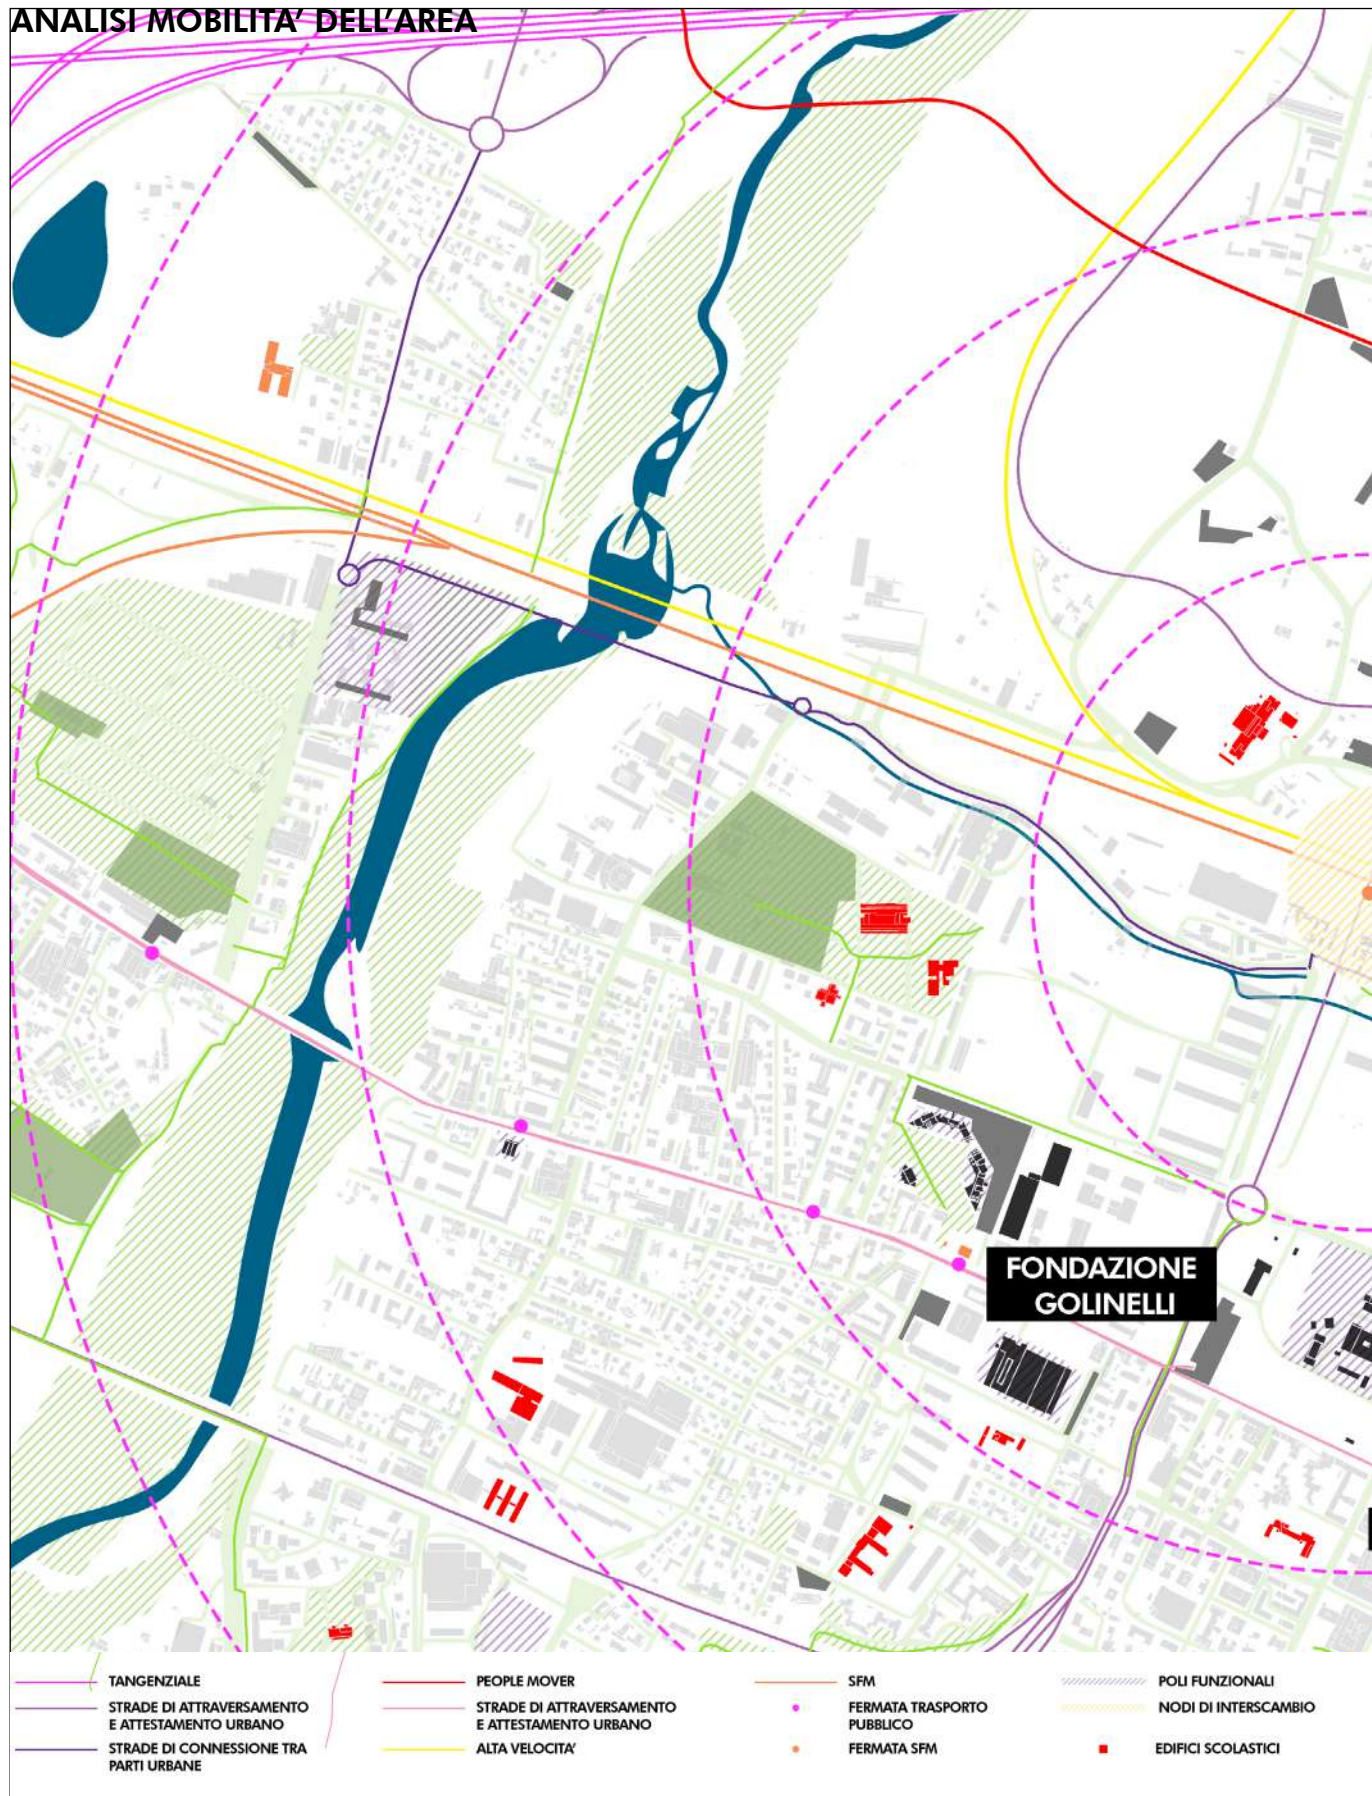 ANALISI MOBILITA' DELL'AREA
FONDAZIONE
GOLINELLI
TANGENZIALE
STRADE DI ATTRAVERSAMENTO
E ATTESTAMENTO URBANO
STRADE DI CONNESSIONE TRA
PARTI URBANE
PEOPLE MOVER
STRADE DI ATTRAVERSAMENTO
E ATTESTAMENTO URBANO
ALTA VELOCITA'
SFM
FERMATA TRASPORTO
PUBBLICO
FERMATA SFM
POLI FUNZIONALI
NODI DI INTERSCAMBIO
EDIFICI SCOLASTICI